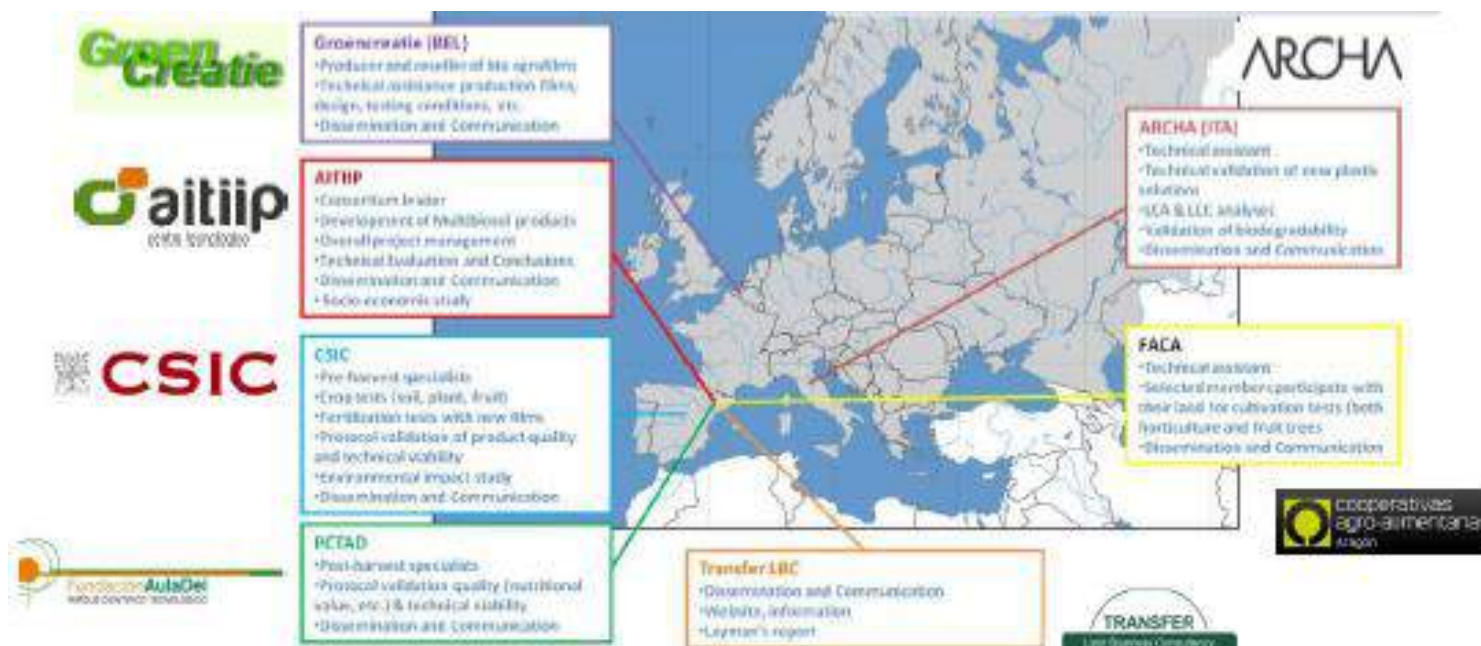 Green
Creatie
Groencreatie (BEL)
•Producer and reseller of bio agrofilms
•Technical assistance production films,
design, testing conditions, etc.
•Dissemination and Communication
aitiip
centro tecnológico
AITIIP
•Consortium leader
•Development of Multibiosol products
•Overall project management
•Technical Evaluation and Conclusions
•Dissemination and Communication
•Socio economic study
CSIC
CSIC
•Pre-harvest specialists
•Crop tests (soil, plant, fruit)
•Fertilization tests with new films
•Protocol validation of product quality
and technical viability
•Environmental impact study
•Dissemination and Communication
Fundación AulaDei
PARQUE CIENTÍFICO TECNOLÓGICO
PCTAD
•Post-harvest specialists
•Protocol validation quality (nutritional
value, etc.) & technical viability
•Dissemination and Communication
Transfer LBC
•Dissemination and Communication
•Website, information
•Layman's report
TRANSFER
Latin Business Consultancy
ARCHA
ARCHA (ITA)
•Technical assistant
•Technical validation of new plastic
solutions
•LCA & LCC analyses
•Validation of biodegradability
•Dissemination and Communication
FACA
•Technical assistant
•Selected members participate with
their land for cultivation tests (both
horticulture and fruit trees
•Dissemination and Communication
cooperativas
agro-alimentarias
Aragón